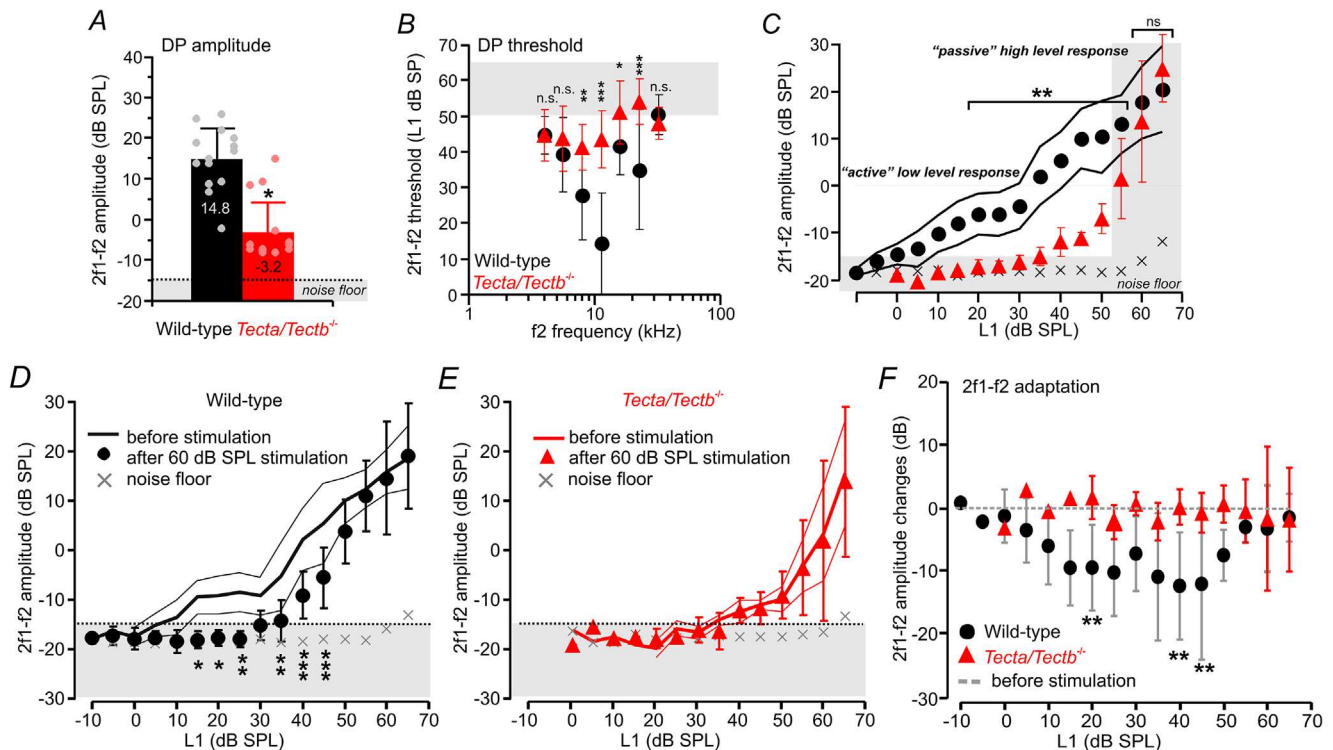 A
DP amplitude
2f1-f2 amplitude (dB SPL)
30
25
20
15
10
5
0
-5
-10
15
-20
14.8
*
-3.2
noise floor
Wild-type Tecta/Tectb-/-
B
DP threshold
2f1-f2 threshold (L1 dB SP)
70
60
50
40
30
20
10
0
n.s.
n.s.
**
***
*
***
n.s.
Wild-type
Tecta/Tectb-/-
1
10
100
f2 frequency (kHz)
C
ns
"passive" high level response
**
"active" low level response
2f1-f2 amplitude (dB SPL)
30
20
10
0
-10
-20
noise floor
0 10 20 30 40 50 60 70
L1 (dB SPL)
D
Wild-type
before stimulation
after 60 dB SPL stimulation
noise floor
2f1-f2 amplitude (dB SPL)
30
20
10
0
-10
-20
-30
* * ** ** *** ***
-10 0 10 20 30 40 50 60 70
L1 (dB SPL)
E
Tecta/Tectb-/-
before stimulation
after 60 dB SPL stimulation
noise floor
30
20
10
0
-10
-20
-30
-10 0 10 20 30 40 50 60 70
L1 (dB SPL)
F
2f1-f2 adaptation
2f1-f2 amplitude changes (dB)
20
10
0
-10
-20
-30
**
** **
Wild-type
Tecta/Tectb-/-
before stimulation
-10 0 10 20 30 40 50 60 70
L1 (dB SPL)